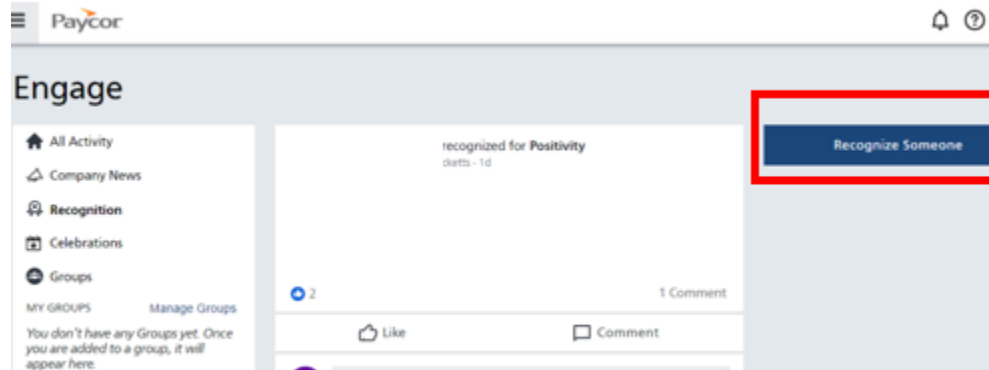 Paycor
Engage
All Activity
Company News
Recognition
Celebrations
Groups
MY GROUPS Manage Groups
You don't have any Groups yet. Once
you are added to a group, it will
appear here.
recognized for Positivity
- 1d
2
1 Comment
Like
Comment
Recognize Someone